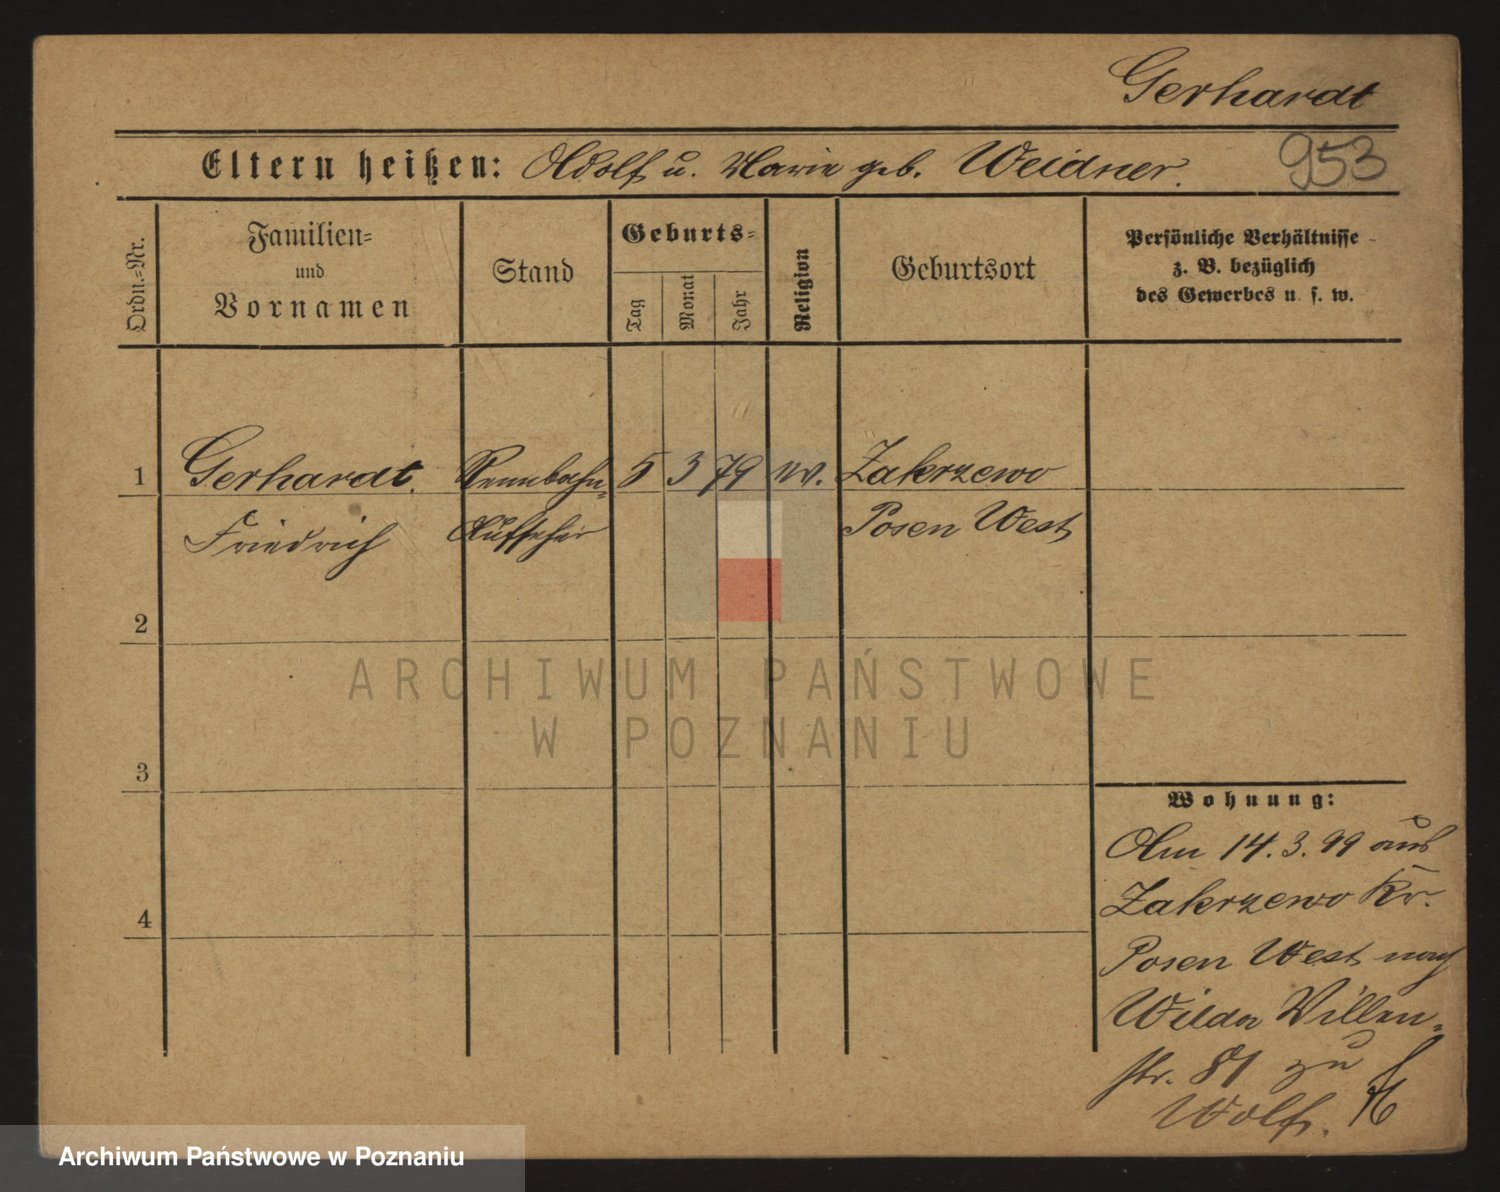 Gerhardt
Eltern heißen: Adolf u. Marie geb. Weidner.
953
Ordn.=Nr.
Familien=
und
Vornamen
Stand
Geburts=
Tag
Monat
Jahr
Religion
Geburtsort
Persönliche Verhältnisse
z. B. bezüglich
des Gewerbes u. s. w.
1
Gerhardt. Rennbahn= 5 3 79 Zakrzewo
Friedrich Aufseher Posen West
2
3
4
Wohnung:
Am 14.3.99 aus
Zakrzewo Kr.
Posen West nach
Wilda Villen=
str. 81 zu
Wolf.
ARCHIWUM PAŃSTWOWE
W POZNANIU
Archiwum Państwowe w Poznaniu